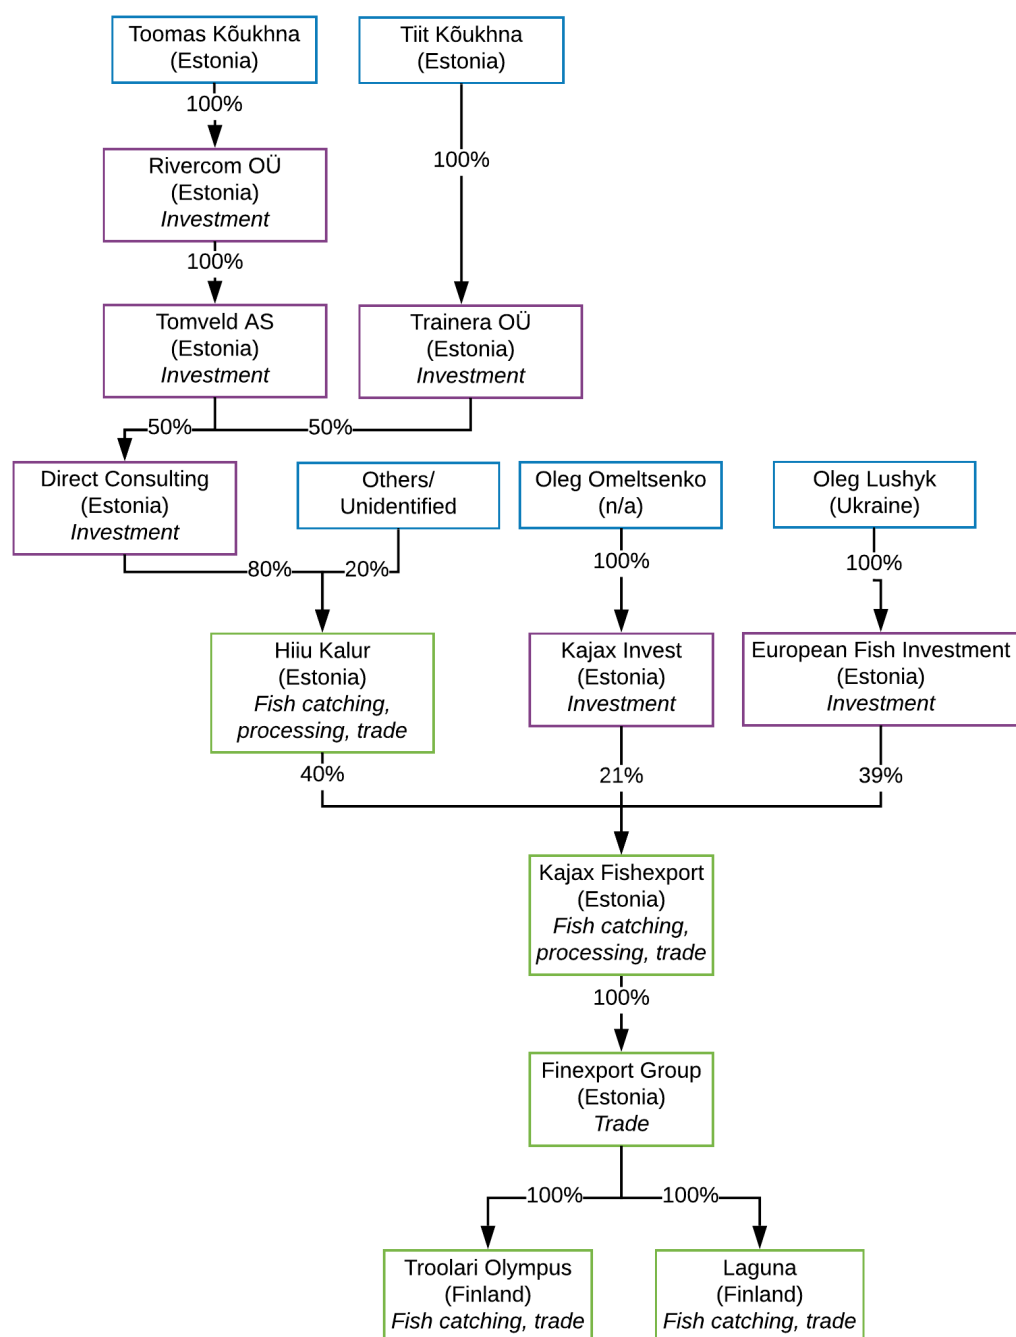 Toomas Kõukhna
(Estonia)
Tiit Kõukhna
(Estonia)
100%
100%
Rivercom OÜ
(Estonia)
Investment
100%
Tomveld AS
(Estonia)
Investment
Trainera OÜ
(Estonia)
Investment
50%
50%
Direct Consulting
(Estonia)
Investment
Others/
Unidentified
Oleg Omeltsenko
(n/a)
Oleg Lushyk
(Ukraine)
80%
20%
100%
100%
Hiiu Kalur
(Estonia)
Fish catching,
processing, trade
Kajax Invest
(Estonia)
Investment
European Fish Investment
(Estonia)
Investment
40%
21%
39%
Kajax Fishexport
(Estonia)
Fish catching,
processing, trade
100%
Finexport Group
(Estonia)
Trade
100%
100%
Troolari Olympus
(Finland)
Fish catching, trade
Laguna
(Finland)
Fish catching, trade